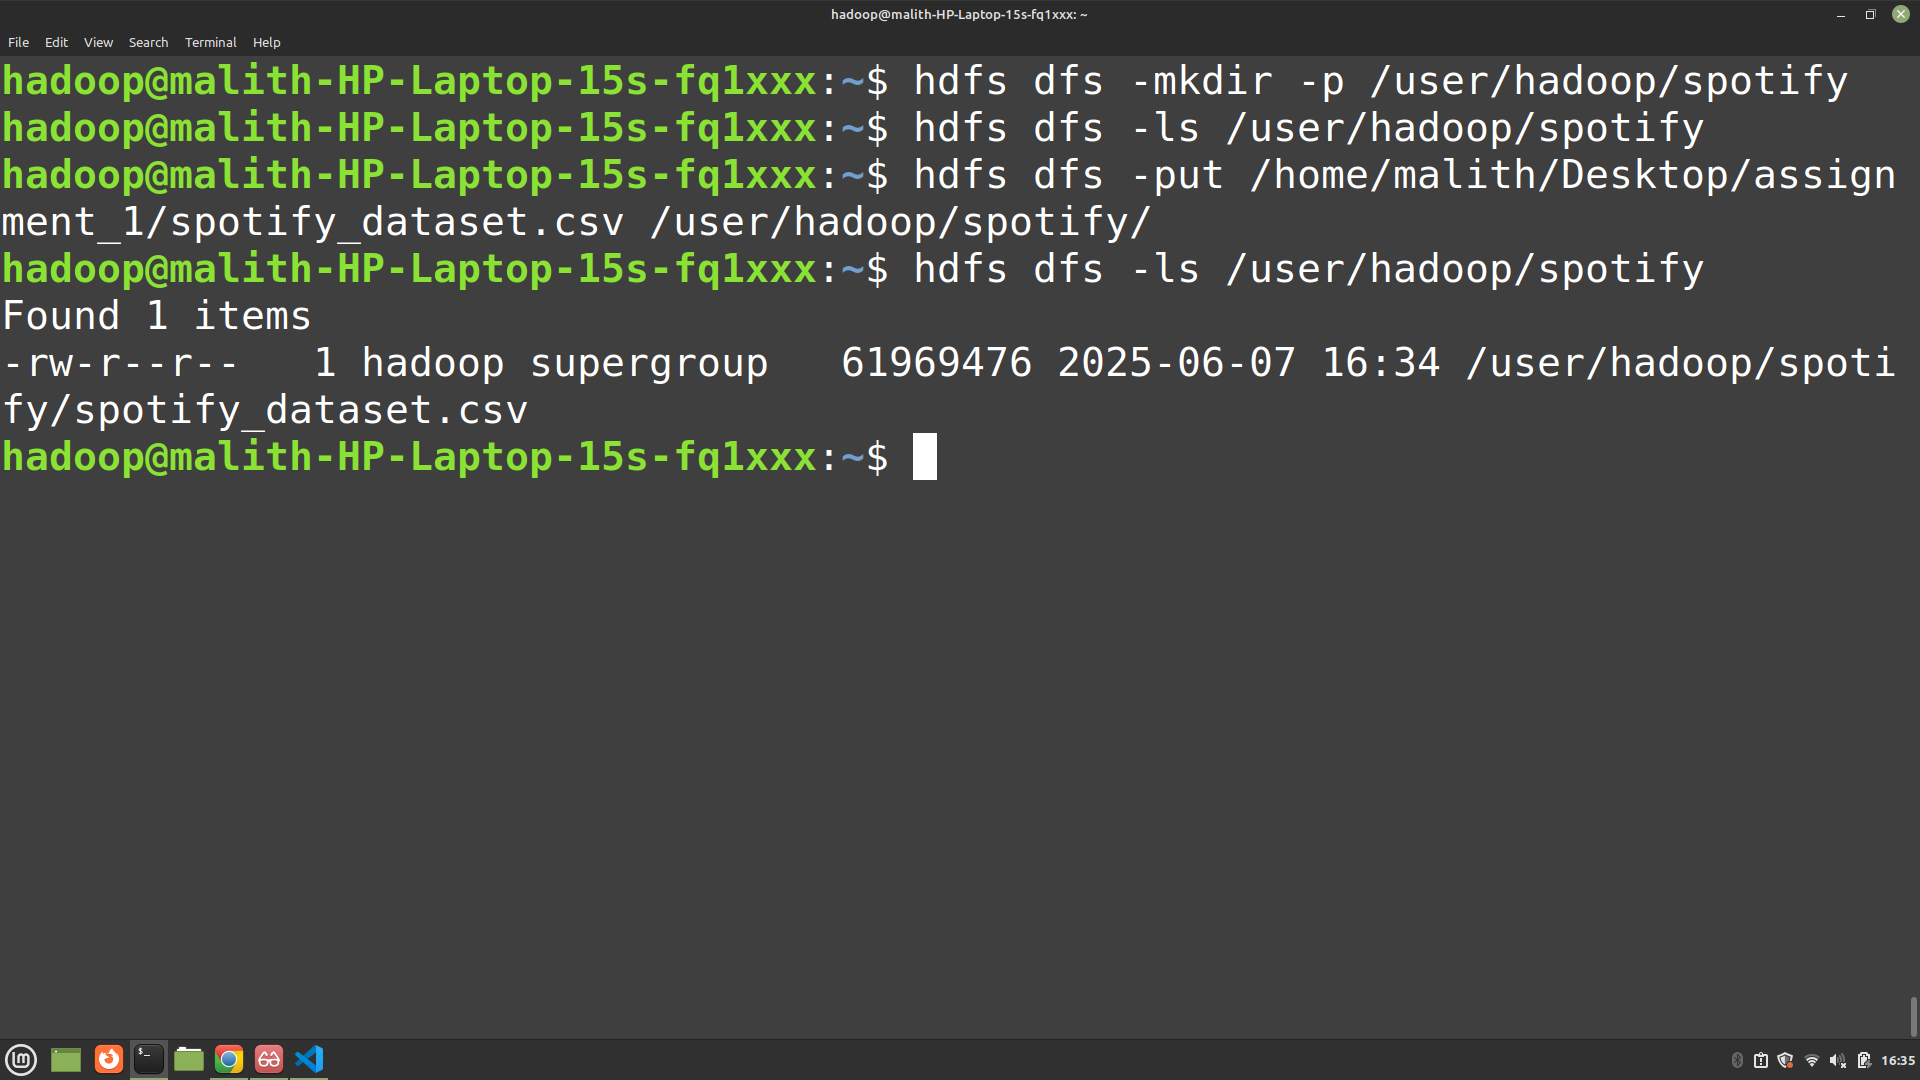 hadoop@malith-HP-Laptop-15s-fq1xxx: ~
File Edit View Search Terminal Help
hadoop@malith-HP-Laptop-15s-fq1xxx:~$ hdfs dfs -mkdir -p /user/hadoop/spotify
hadoop@malith-HP-Laptop-15s-fq1xxx:~$ hdfs dfs -ls /user/hadoop/spotify
hadoop@malith-HP-Laptop-15s-fq1xxx:~$ hdfs dfs -put /home/malith/Desktop/assign
ment_1/spotify_dataset.csv /user/hadoop/spotify/
hadoop@malith-HP-Laptop-15s-fq1xxx:~$ hdfs dfs -ls /user/hadoop/spotify
Found 1 items
-rw-r--r--   1 hadoop supergroup   61969476 2025-06-07 16:34 /user/hadoop/spoti
fy/spotify_dataset.csv
hadoop@malith-HP-Laptop-15s-fq1xxx:~$
16:35